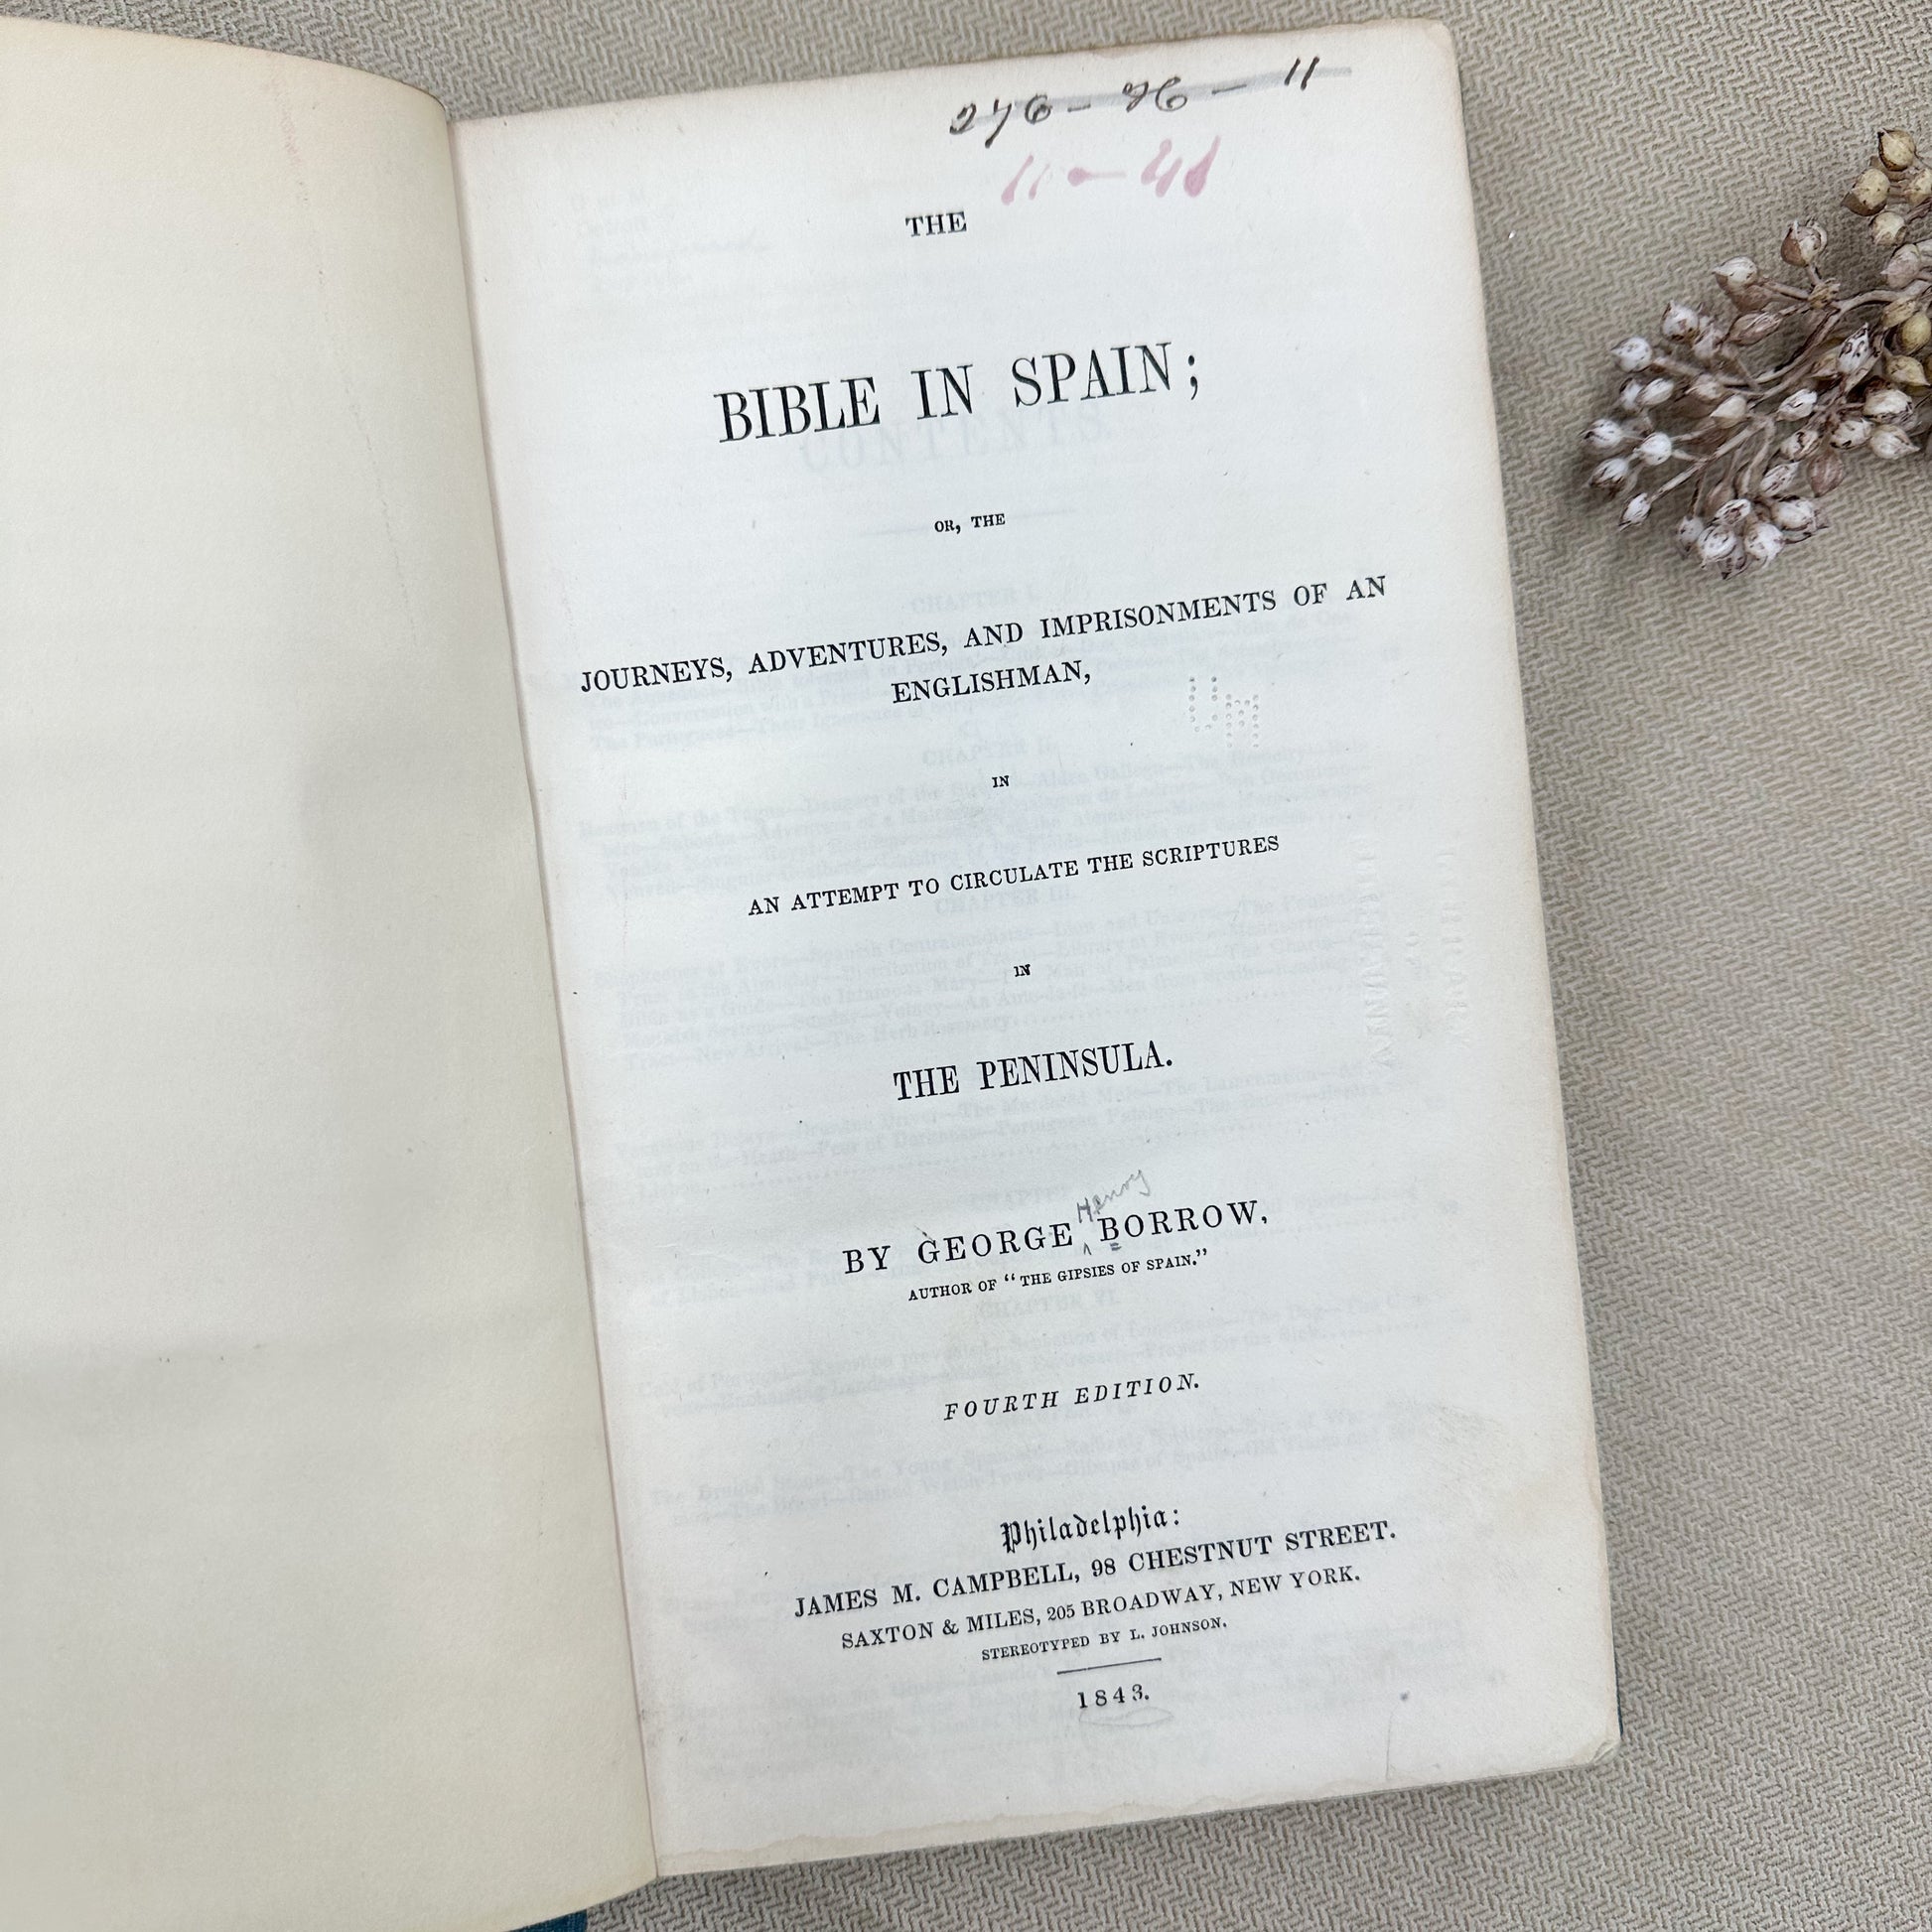 276-76-11
11-41
THE
BIBLE IN SPAIN;
OR, THE
JOURNEYS, ADVENTURES, AND IMPRISONMENTS OF AN
ENGLISHMAN,
UM
IN
AN ATTEMPT TO CIRCULATE THE SCRIPTURES
IN
THE PENINSULA.
Henry
BY GEORGE ^ BORROW,
AUTHOR OF "THE GIPSIES OF SPAIN."
FOURTH EDITION.
Philadelphia:
JAMES M. CAMPBELL, 98 CHESTNUT STREET.
SAXTON & MILES, 205 BROADWAY, NEW YORK.
STEREOTYPED BY L. JOHNSON.
1843.